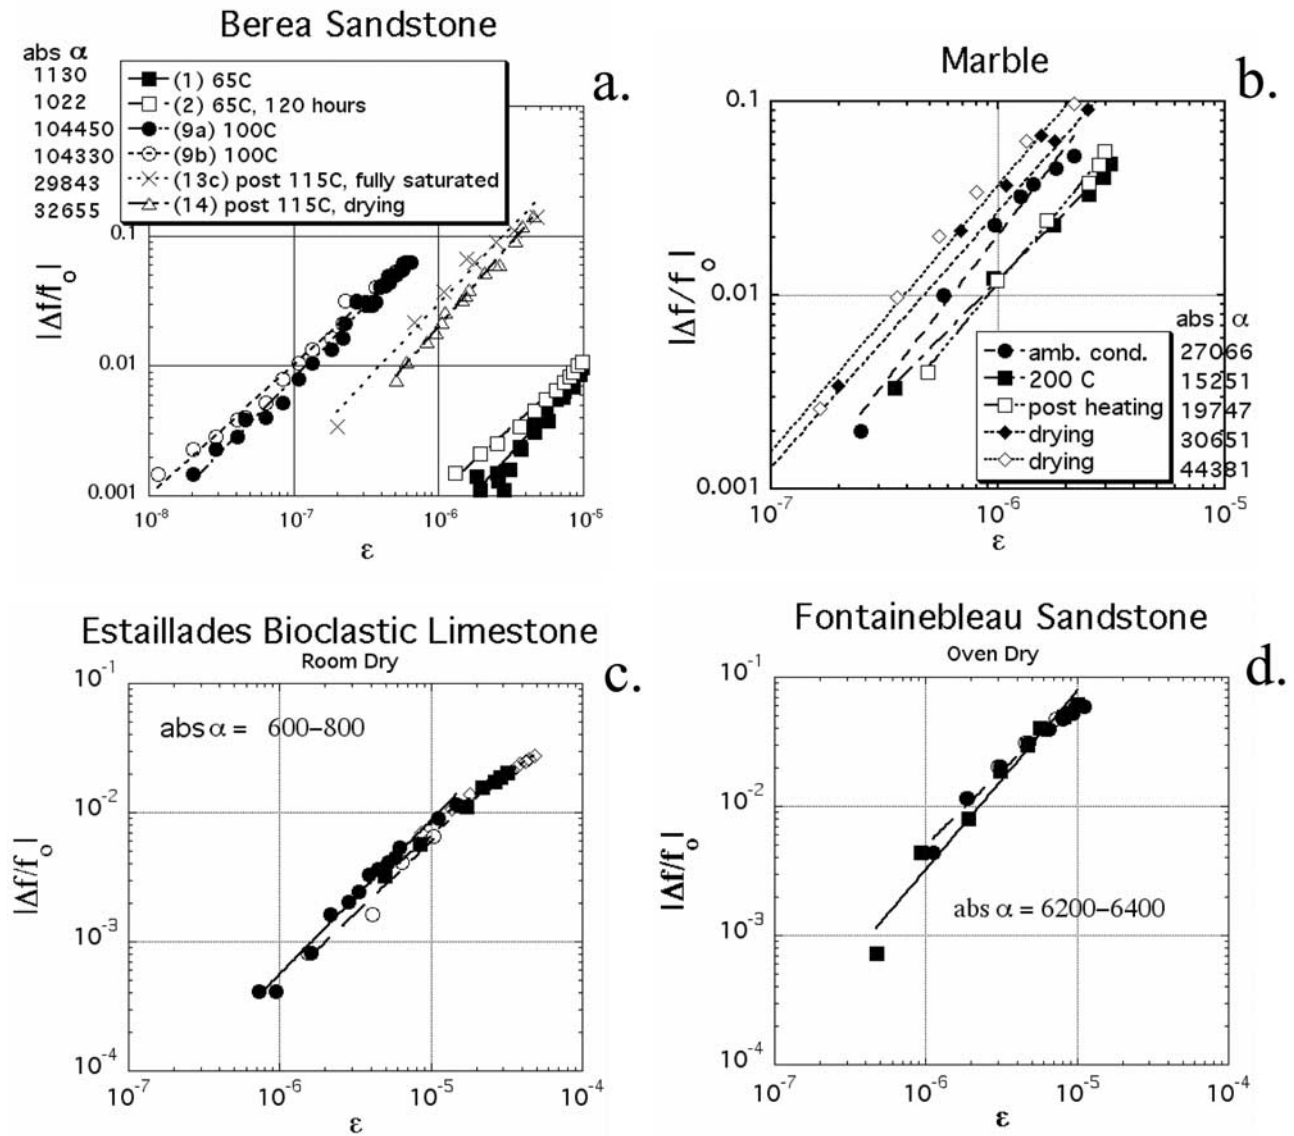 Berea Sandstone
a.
abs α
1130
1022
104450
104330
29843
32655
(1) 65C
(2) 65C, 120 hours
(9a) 100C
(9b) 100C
(13c) post 115C, fully saturated
(14) post 115C, drying
|Δf/fo|
0.1
0.01
0.001
10-8
10-7
10-6
10-5
ε
Marble
b.
|Δf/fo|
0.1
0.01
0.001
amb. cond.
200 C
post heating
drying
drying
abs α
27066
15251
19747
30651
44381
10-7
10-6
10-5
ε
Estaillades Bioclastic Limestone
Room Dry
c.
abs α = 600–800
|Δf/fo|
10-1
10-2
10-3
10-4
10-7
10-6
10-5
10-4
ε
Fontainebleau Sandstone
Oven Dry
d.
|Δf/fo|
10-1
10-2
10-3
10-4
abs α = 6200–6400
10-7
10-6
10-5
10-4
ε